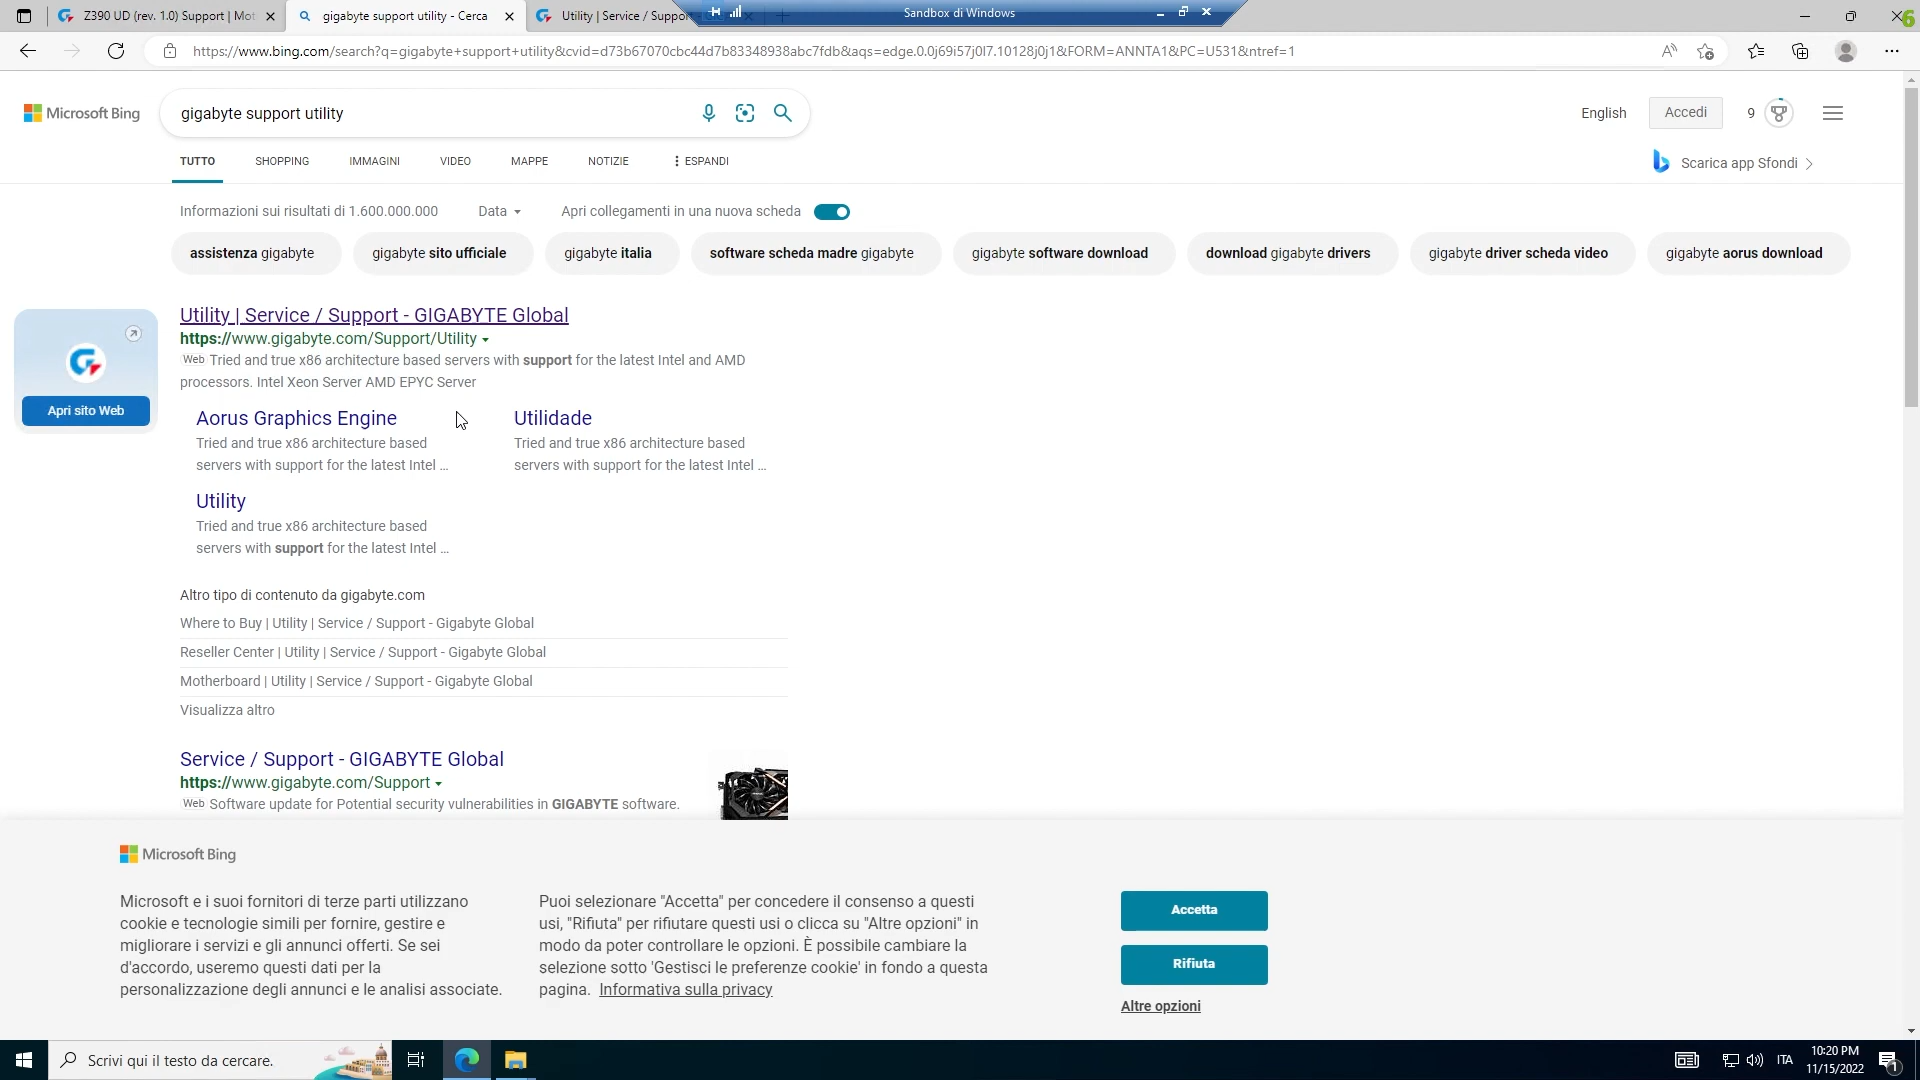 Z390 UD (rev. 1.0) Support | Mot
gigabyte support utility - Cerca
Utility | Service / Suppor
Sandbox di Windows
6
https://www.bing.com/search?q=gigabyte+support+utility&cvid=d73b67070cbc44d7b83348938abc7fdb&aqs=edge.0.0j69i57j0l7.10128j0j1&FORM=ANNTA1&PC=U531&ntref=1
Microsoft Bing
gigabyte support utility
English
Accedi
9
TUTTO
SHOPPING
IMMAGINI
VIDEO
MAPPE
NOTIZIE
ESPANDI
Scarica app Sfondi
Informazioni sui risultati di 1.600.000.000
Data
Apri collegamenti in una nuova scheda
assistenza gigabyte
gigabyte sito ufficiale
gigabyte italia
software scheda madre gigabyte
gigabyte software download
download gigabyte drivers
gigabyte driver scheda video
gigabyte aorus download
Apri sito Web
Utility | Service / Support - GIGABYTE Global
https://www.gigabyte.com/Support/Utility
Web Tried and true x86 architecture based servers with support for the latest Intel and AMD
processors. Intel Xeon Server AMD EPYC Server
Aorus Graphics Engine
Tried and true x86 architecture based
servers with support for the latest Intel ...
Utilidade
Tried and true x86 architecture based
servers with support for the latest Intel ...
Utility
Tried and true x86 architecture based
servers with support for the latest Intel ...
Altro tipo di contenuto da gigabyte.com
Where to Buy | Utility | Service / Support - Gigabyte Global
Reseller Center | Utility | Service / Support - Gigabyte Global
Motherboard | Utility | Service / Support - Gigabyte Global
Visualizza altro
Service / Support - GIGABYTE Global
https://www.gigabyte.com/Support
Web Software update for Potential security vulnerabilities in GIGABYTE software.
Microsoft Bing
Microsoft e i suoi fornitori di terze parti utilizzano
cookie e tecnologie simili per fornire, gestire e
migliorare i servizi e gli annunci offerti. Se sei
d'accordo, useremo questi dati per la
personalizzazione degli annunci e le analisi associate.
Puoi selezionare "Accetta" per concedere il consenso a questi
usi, "Rifiuta" per rifiutare questi usi o clicca su "Altre opzioni" in
modo da poter controllare le opzioni. È possibile cambiare la
selezione sotto 'Gestisci le preferenze cookie' in fondo a questa
pagina. Informativa sulla privacy
Accetta
Rifiuta
Altre opzioni
Scrivi qui il testo da cercare.
ITA
10:20 PM
11/15/2022
1